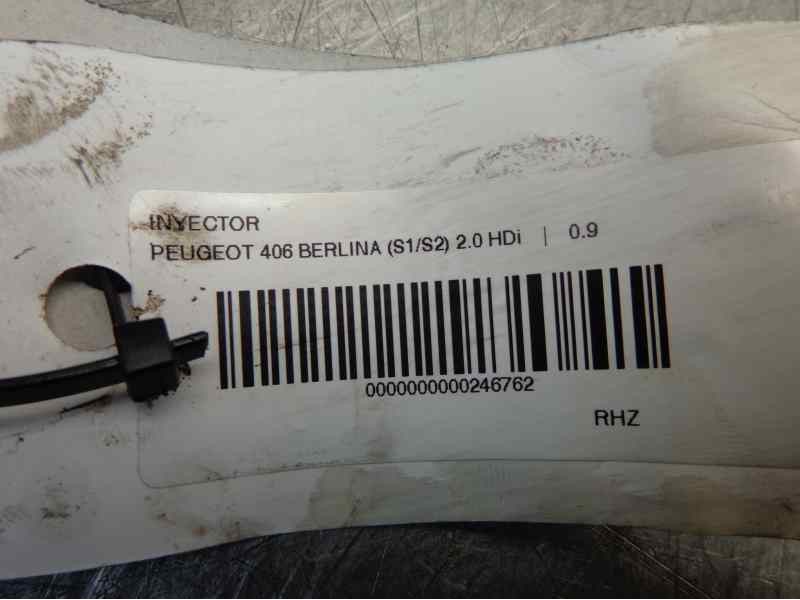 INYECTOR
PEUGEOT 406 BERLINA (S1/S2) 2.0 HDi | 0.9
0000000000246762
RHZ